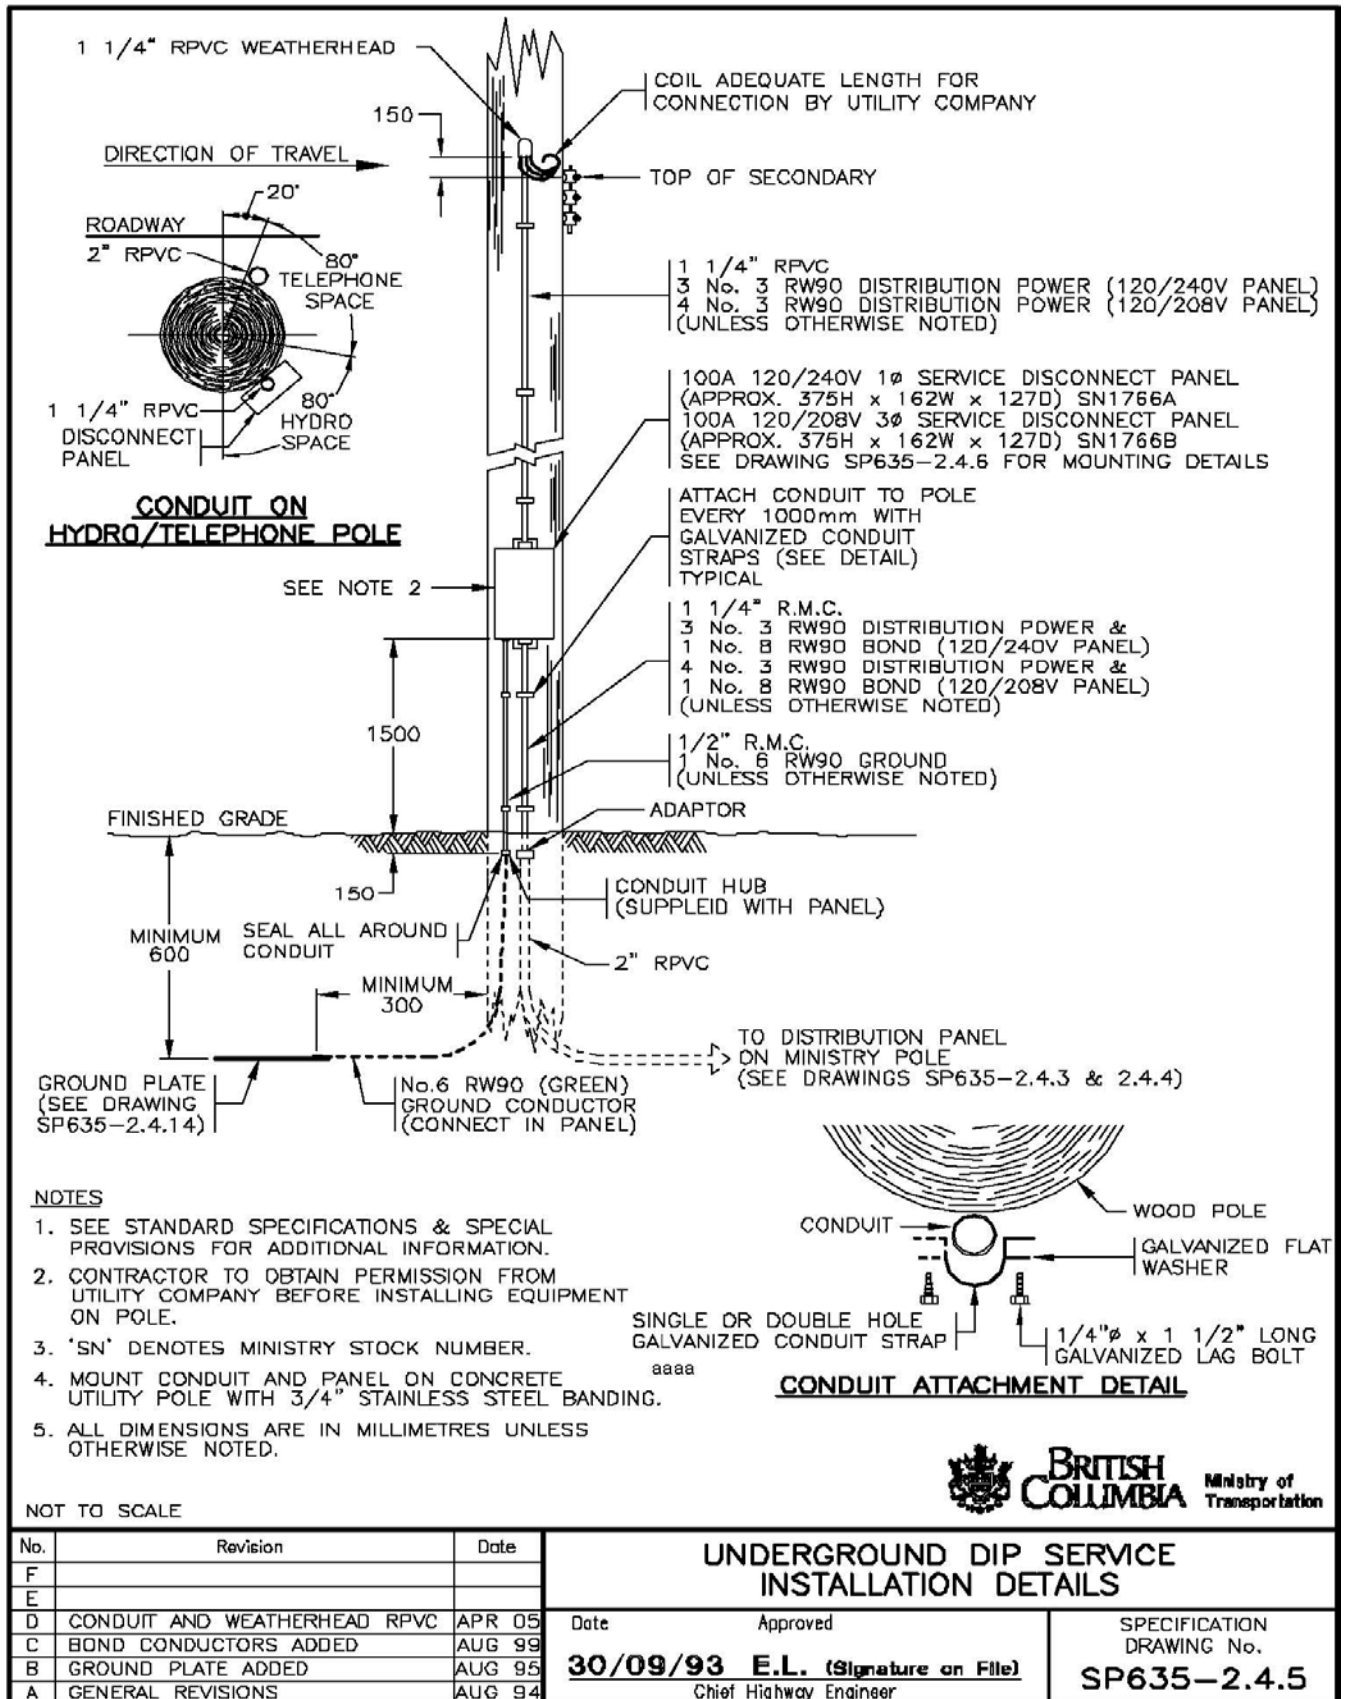 1 1/4" RPVC WEATHERHEAD
COIL ADEQUATE LENGTH FOR
CONNECTION BY UTILITY COMPANY
150
DIRECTION OF TRAVEL
TOP OF SECONDARY
20°
ROADWAY
2" RPVC
80°
TELEPHONE
SPACE
1 1/4" RPVC
3 No. 3 RW90 DISTRIBUTION POWER (120/240V PANEL)
4 No. 3 RW90 DISTRIBUTION POWER (120/208V PANEL)
(UNLESS OTHERWISE NOTED)
1 1/4" RPVC
DISCONNECT
PANEL
80°
HYDRO
SPACE
100A 120/240V 1ø SERVICE DISCONNECT PANEL
(APPROX. 375H x 162W x 127D) SN1766A
100A 120/208V 3ø SERVICE DISCONNECT PANEL
(APPROX. 375H x 162W x 127D) SN1766B
SEE DRAWING SP635-2.4.6 FOR MOUNTING DETAILS
CONDUIT ON
HYDRO/TELEPHONE POLE
ATTACH CONDUIT TO POLE
EVERY 1000mm WITH
GALVANIZED CONDUIT
STRAPS (SEE DETAIL)
TYPICAL
SEE NOTE 2
1 1/4" R.M.C.
3 No. 3 RW90 DISTRIBUTION POWER &
1 No. 8 RW90 BOND (120/240V PANEL)
4 No. 3 RW90 DISTRIBUTION POWER &
1 No. 8 RW90 BOND (120/208V PANEL)
(UNLESS OTHERWISE NOTED)
1500
1/2" R.M.C.
1 No. 6 RW90 GROUND
(UNLESS OTHERWISE NOTED)
FINISHED GRADE
ADAPTOR
150
CONDUIT HUB
(SUPPLEID WITH PANEL)
MINIMUM
600
SEAL ALL AROUND
CONDUIT
2" RPVC
MINIMUM
300
TO DISTRIBUTION PANEL
ON MINISTRY POLE
(SEE DRAWINGS SP635-2.4.3 & 2.4.4)
GROUND PLATE
(SEE DRAWING
SP635-2.4.14)
No.6 RW90 (GREEN)
GROUND CONDUCTOR
(CONNECT IN PANEL)
NOTES
1. SEE STANDARD SPECIFICATIONS & SPECIAL
PROVISIONS FOR ADDITIONAL INFORMATION.
2. CONTRACTOR TO OBTAIN PERMISSION FROM
UTILITY COMPANY BEFORE INSTALLING EQUIPMENT
ON POLE.
3. 'SN' DENOTES MINISTRY STOCK NUMBER.
4. MOUNT CONDUIT AND PANEL ON CONCRETE
UTILITY POLE WITH 3/4" STAINLESS STEEL BANDING.
5. ALL DIMENSIONS ARE IN MILLIMETRES UNLESS
OTHERWISE NOTED.
CONDUIT
WOOD POLE
GALVANIZED FLAT
WASHER
SINGLE OR DOUBLE HOLE
GALVANIZED CONDUIT STRAP
1/4"ø x 1 1/2" LONG
GALVANIZED LAG BOLT
aaaa
CONDUIT ATTACHMENT DETAIL
BRITISH
COLUMBIA
Ministry of
Transportation
NOT TO SCALE
No. Revision Date
F
E
D CONDUIT AND WEATHERHEAD RPVC APR 05
C BOND CONDUCTORS ADDED AUG 99
B GROUND PLATE ADDED AUG 95
A GENERAL REVISIONS AUG 94
UNDERGROUND DIP SERVICE
INSTALLATION DETAILS
Date Approved
30/09/93 E.L. (Signature on File)
Chief Highway Engineer
SPECIFICATION
DRAWING No.
SP635-2.4.5